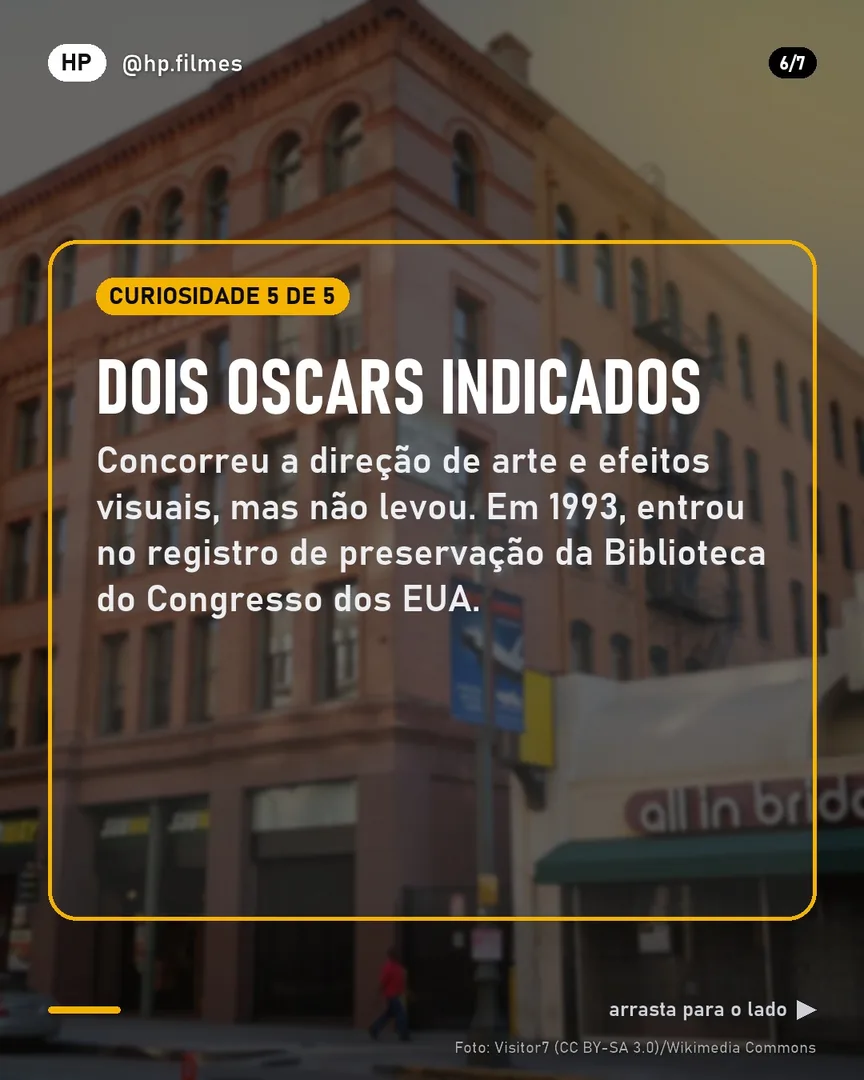 HP @hp.filmes 6/7
CURIOSIDADE 5 DE 5
DOIS OSCARS INDICADOS
Concorreu a direção de arte e efeitos
visuais, mas não levou. Em 1993, entrou
no registro de preservação da Biblioteca
do Congresso dos EUA.
all in brid
arrasta para o lado ▶
Foto: Visitor7 (CC BY-SA 3.0)/Wikimedia Commons